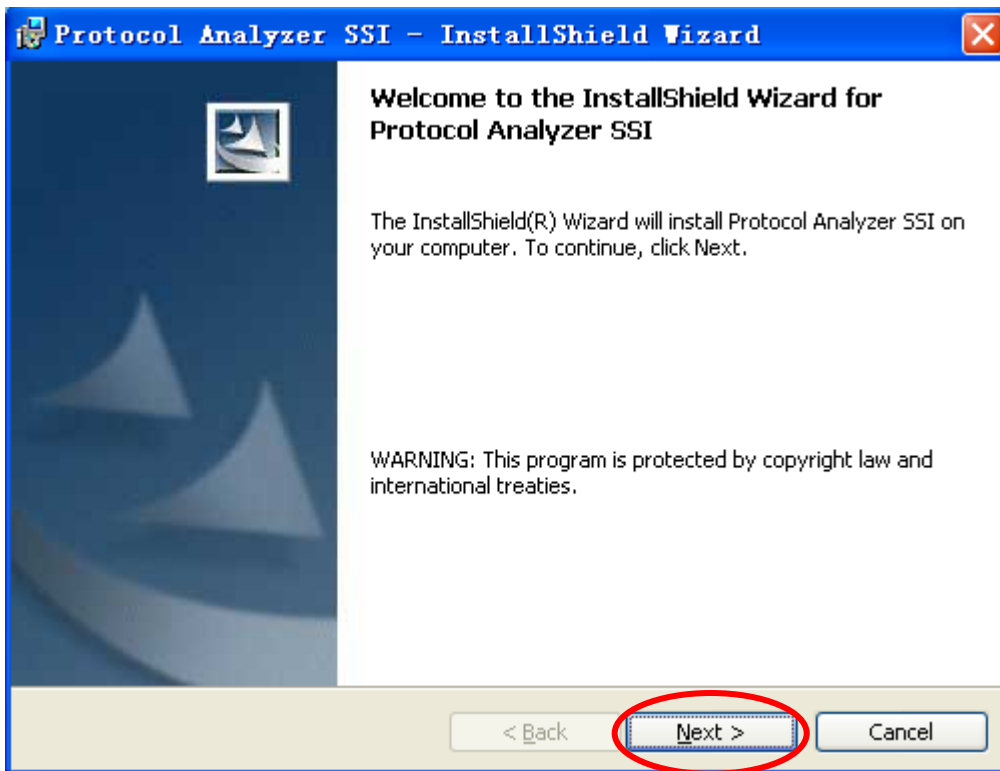 Protocol Analyzer SSI - InstallShield Wizard
Welcome to the InstallShield Wizard for
Protocol Analyzer SSI
The InstallShield(R) Wizard will install Protocol Analyzer SSI on
your computer. To continue, click Next.
WARNING: This program is protected by copyright law and
international treaties.
< Back
Next >
Cancel